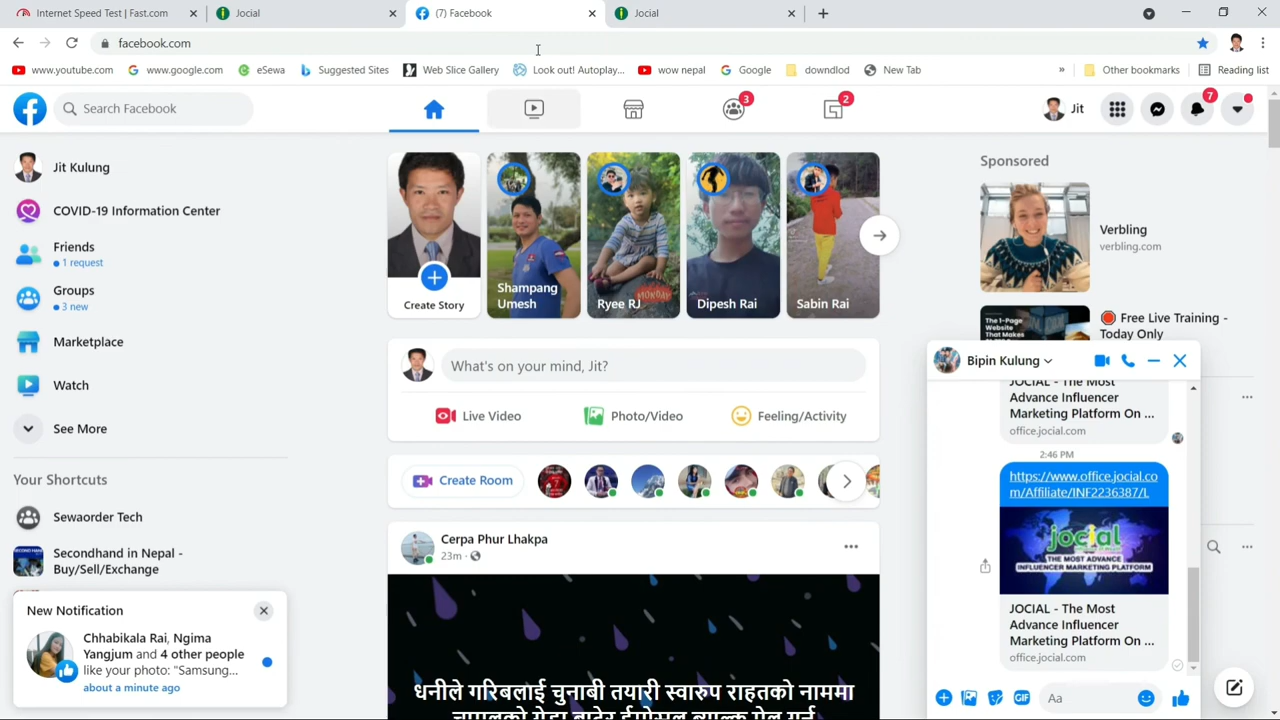 Internet Speed Test | Fast.com
Jocial
(7) Facebook
Jocial
facebook.com
www.youtube.com
www.google.com
eSewa
Suggested Sites
Web Slice Gallery
Look out! Autoplay...
wow nepal
Google
downdlod
New Tab
»
Other bookmarks
Reading list
Search Facebook
3
2
Jit
7
Jit Kulung
COVID-19 Information Center
Friends
1 request
Groups
3 new
Marketplace
Watch
See More
Your Shortcuts
Sewaorder Tech
Secondhand in Nepal -
Buy/Sell/Exchange
New Notification
Chhabikala Rai, Ngima
Yangjum and 4 other people
like your photo: "Samsung...
about a minute ago
Create Story
Shampang
Umesh
Ryee RJ
MONDAY
Dipesh Rai
Sabin Rai
What's on your mind, Jit?
Live Video
Photo/Video
Feeling/Activity
Create Room
Cerpa Phur Lhakpa
23m ·
धनीले गरिबलाई चुनाबी तयारी स्वारुप राहतको नाममा
Sponsored
Verbling
verbling.com
The 1-Page
Website
That Makes
Free Live Training -
Today Only
Bipin Kulung
JOCIAL - The Most
Advance Influencer
Marketing Platform On ...
office.jocial.com
2:46 PM
https://www.office.jocial.co
m/Affiliate/INF2236387/L
jocial
THE MOST ADVANCE
INFLUENCER MARKETING PLATFORM
JOCIAL - The Most
Advance Influencer
Marketing Platform On ...
office.jocial.com
GIF
Aa